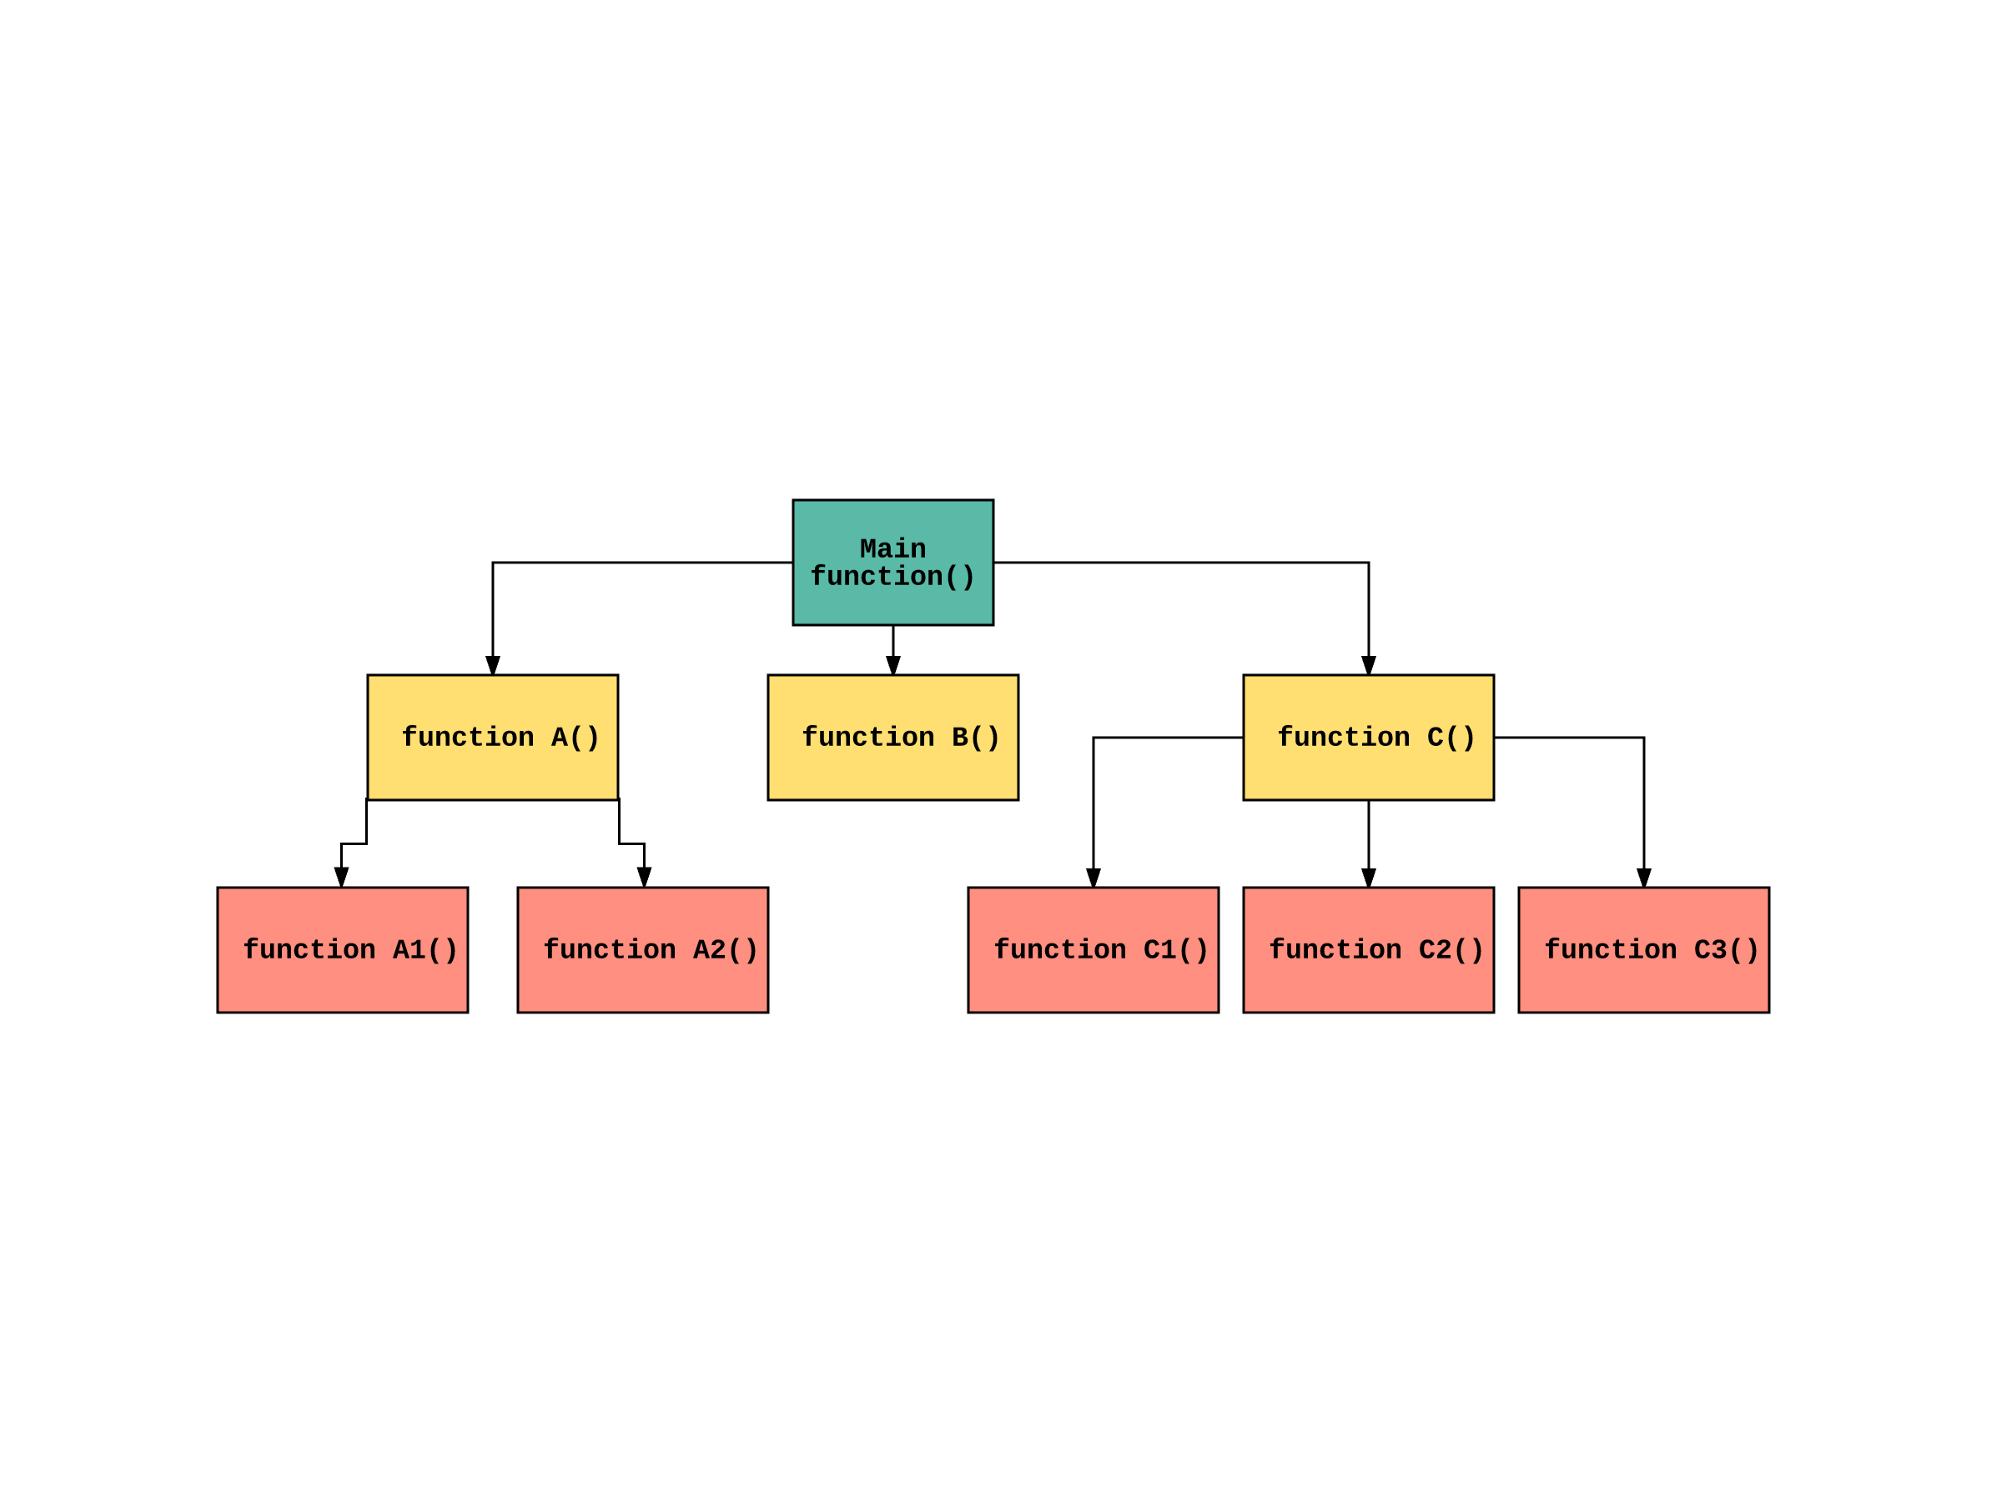 Main
function()
function A()
function B()
function C()
function A1()
function A2()
function C1()
function C2()
function C3()